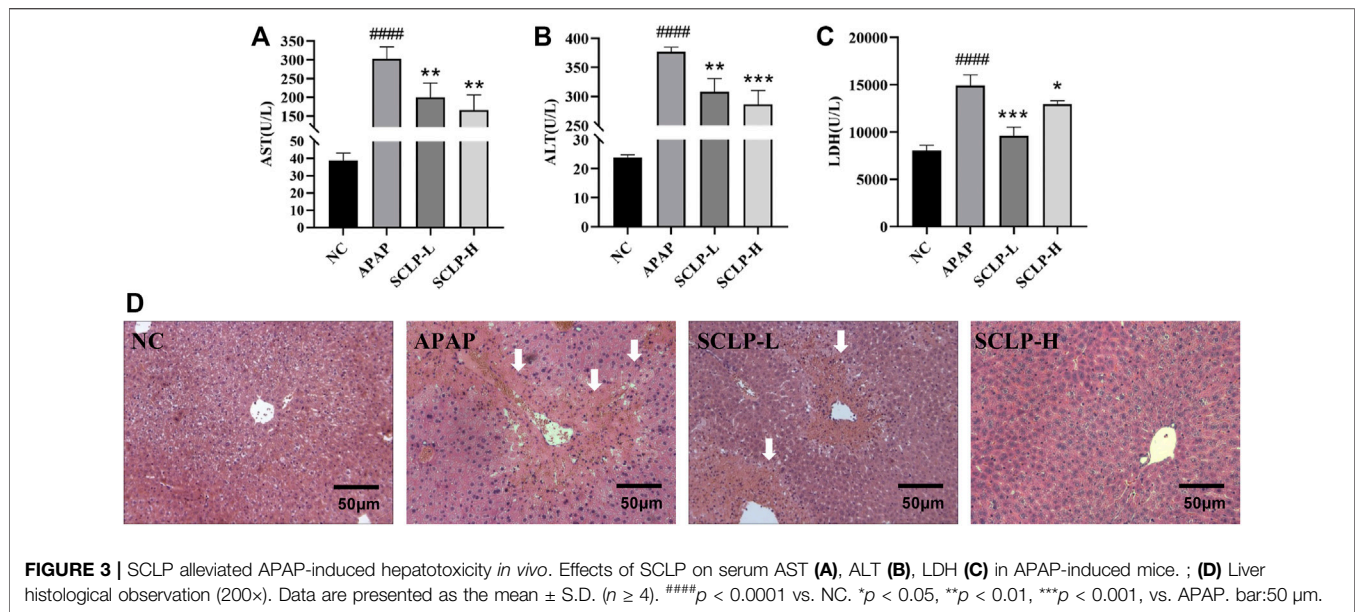 A
####
**
**
AST(U/L)
350
300
250
200
150
50
40
30
20
10
0
NC
APAP
SCLP-L
SCLP-H
B
####
**
***
ALT(U/L)
400
350
300
250
30
20
10
0
NC
APAP
SCLP-L
SCLP-H
C
####
***
*
LDH(U/L)
20000
15000
10000
5000
0
NC
APAP
SCLP-L
SCLP-H
D
NC
50μm
APAP
50μm
SCLP-L
50μm
SCLP-H
50μm
FIGURE 3 | SCLP alleviated APAP-induced hepatotoxicity in vivo. Effects of SCLP on serum AST (A), ALT (B), LDH (C) in APAP-induced mice. ; (D) Liver
histological observation (200×). Data are presented as the mean ± S.D. (n ≥ 4). ####p < 0.0001 vs. NC. *p < 0.05, **p < 0.01, ***p < 0.001, vs. APAP. bar:50 μm.